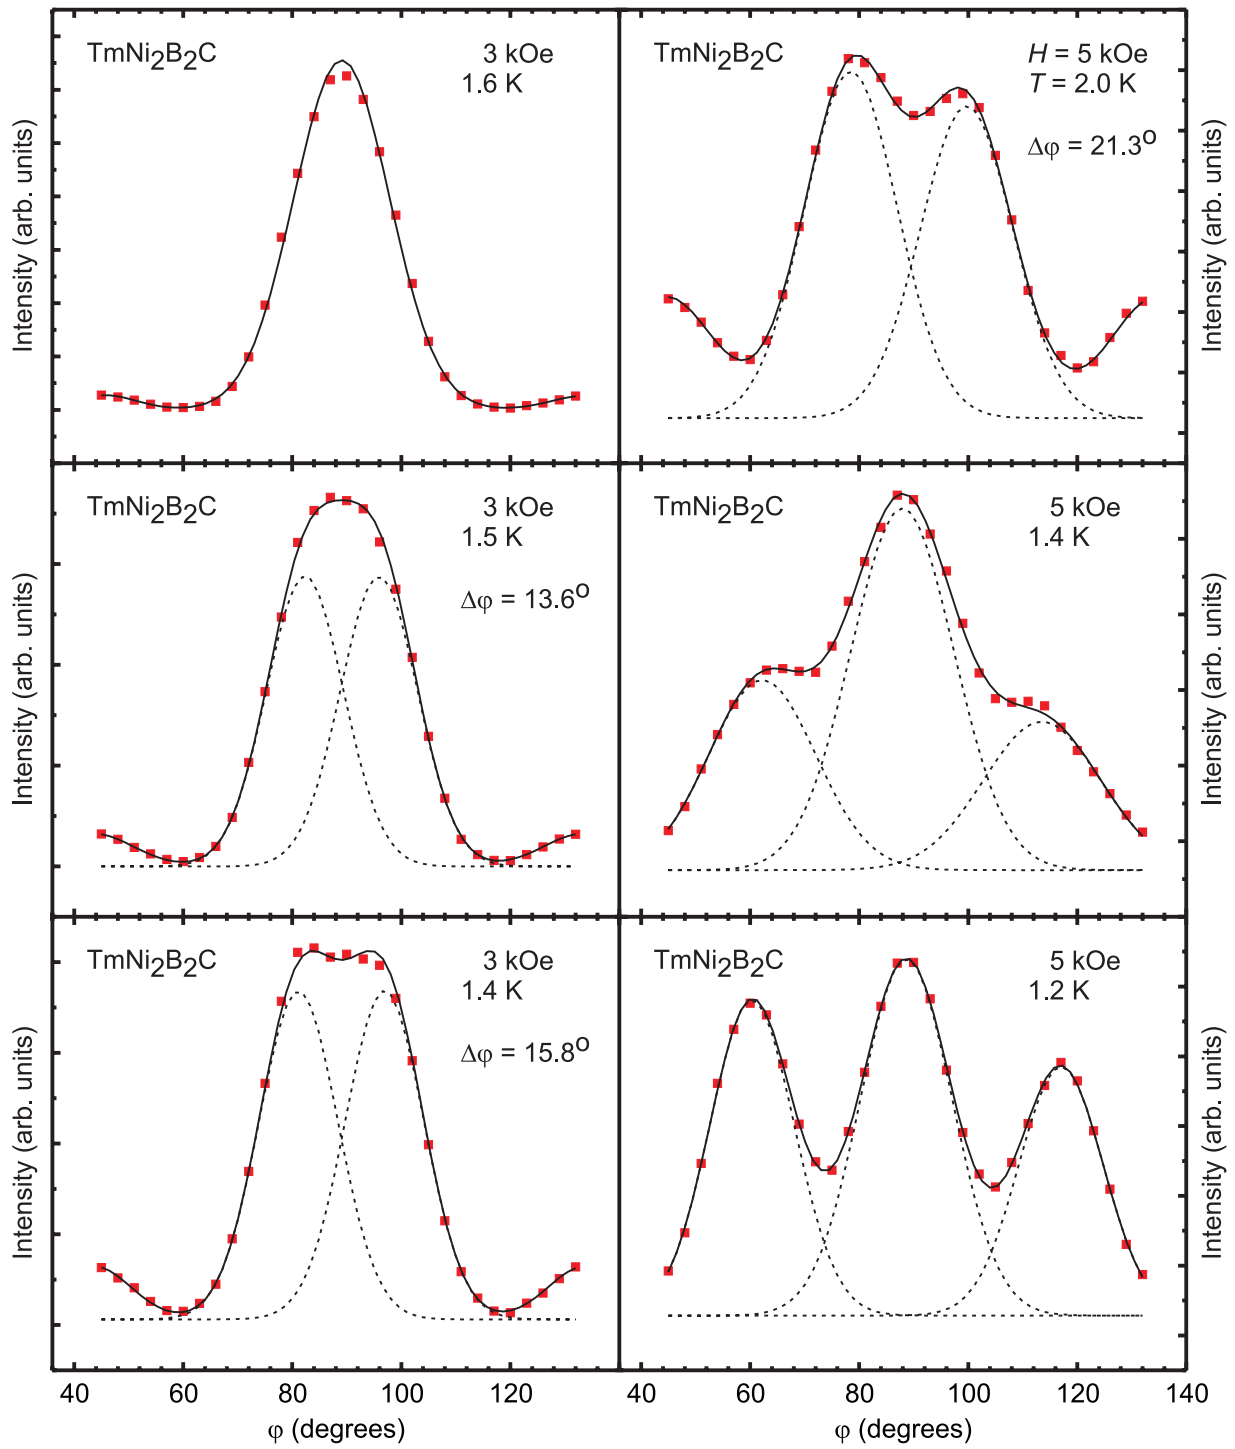 TmNi2B2C
3 kOe
1.6 K
Intensity (arb. units)
TmNi2B2C
H = 5 kOe
T = 2.0 K
Δφ = 21.3°
Intensity (arb. units)
TmNi2B2C
3 kOe
1.5 K
Δφ = 13.6°
Intensity (arb. units)
TmNi2B2C
5 kOe
1.4 K
Intensity (arb. units)
TmNi2B2C
3 kOe
1.4 K
Δφ = 15.8°
Intensity (arb. units)
TmNi2B2C
5 kOe
1.2 K
Intensity (arb. units)
40 60 80 100 120
φ (degrees)
40 60 80 100 120 140
φ (degrees)